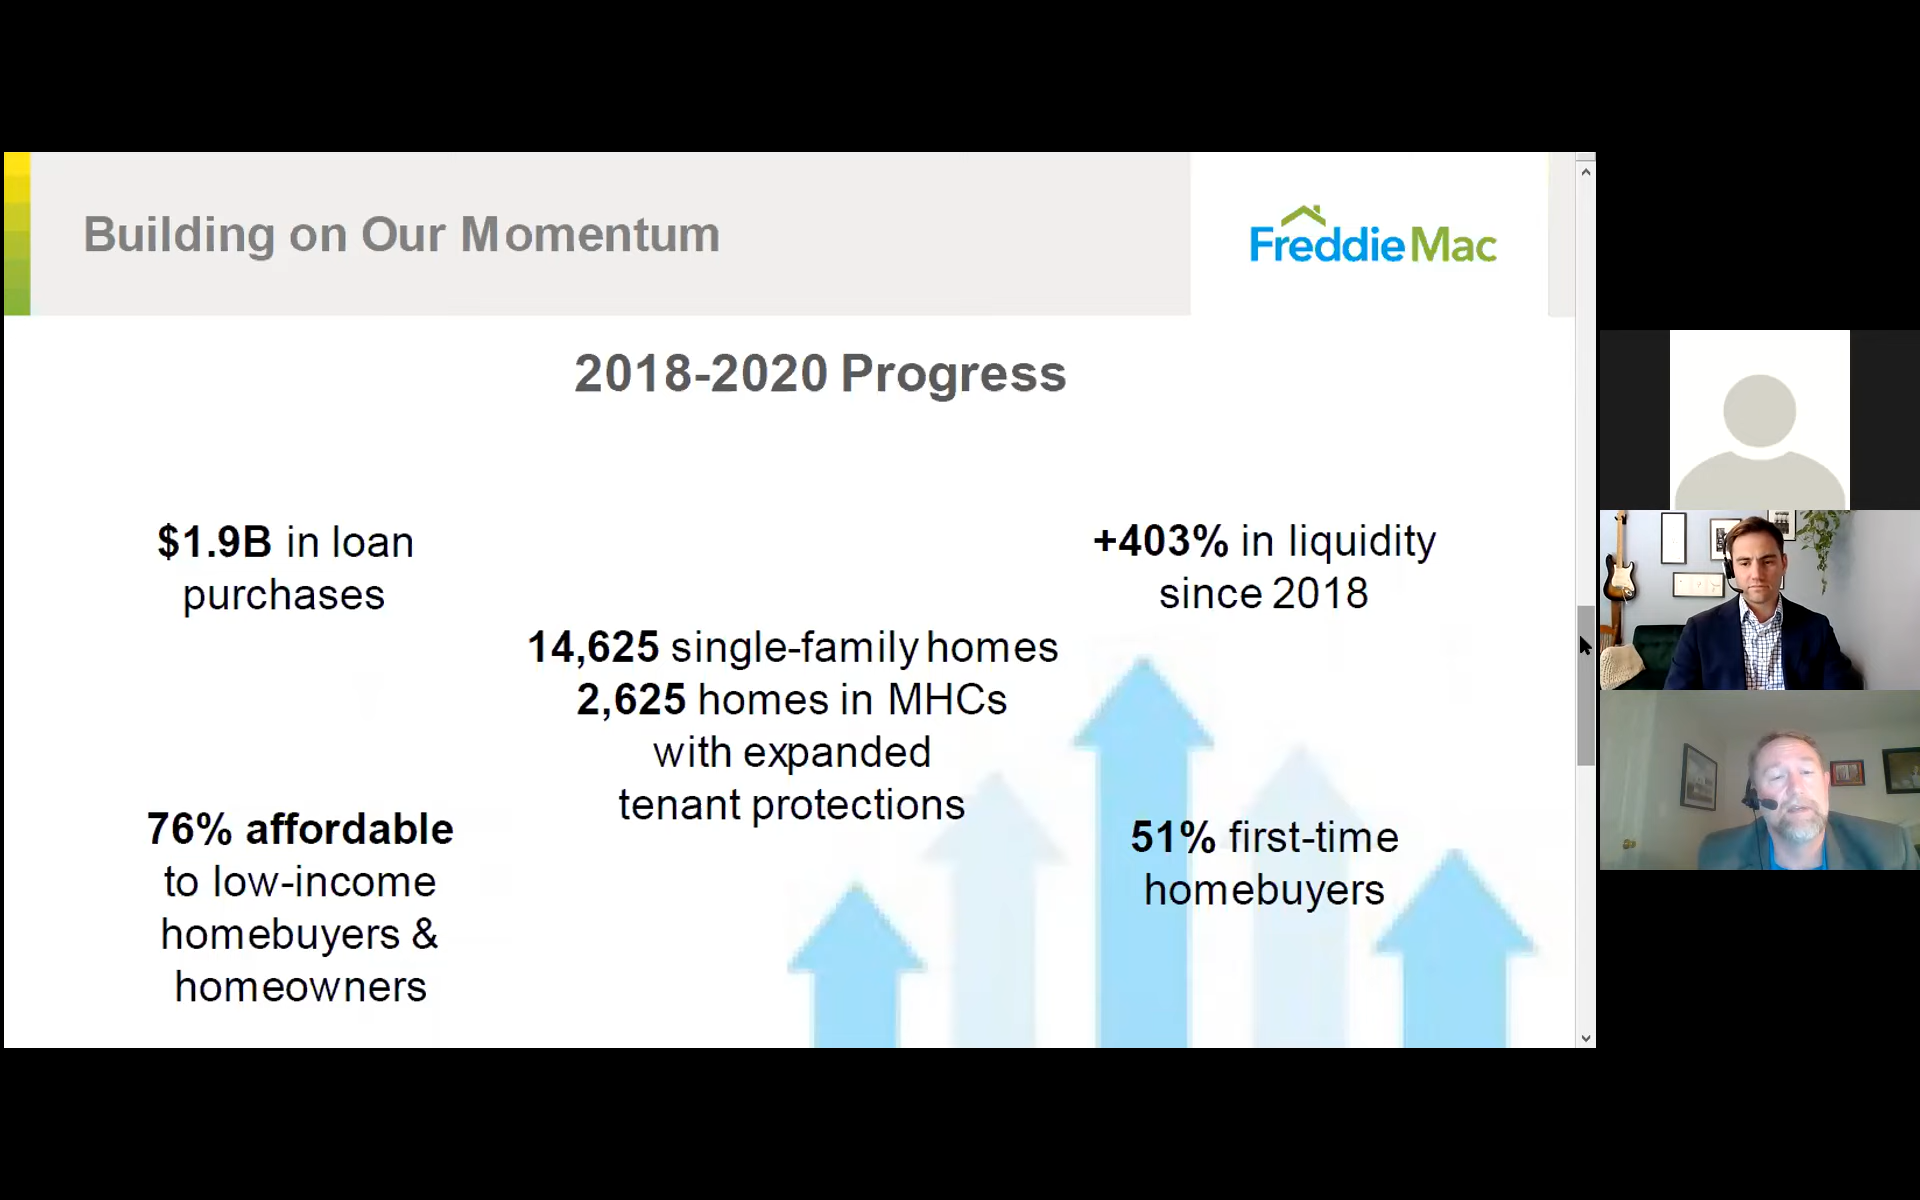 Building on Our Momentum
Freddie Mac
2018-2020 Progress
$1.9B in loan
purchases
+403% in liquidity
since 2018
14,625 single-family homes
2,625 homes in MHCs
with expanded
tenant protections
76% affordable
to low-income
homebuyers &
homeowners
51% first-time
homebuyers